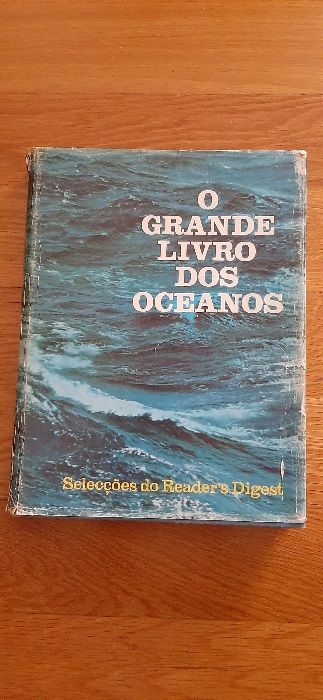 O
GRANDE
LIVRO
DOS
OCEANOS
Selecções do Reader's Digest